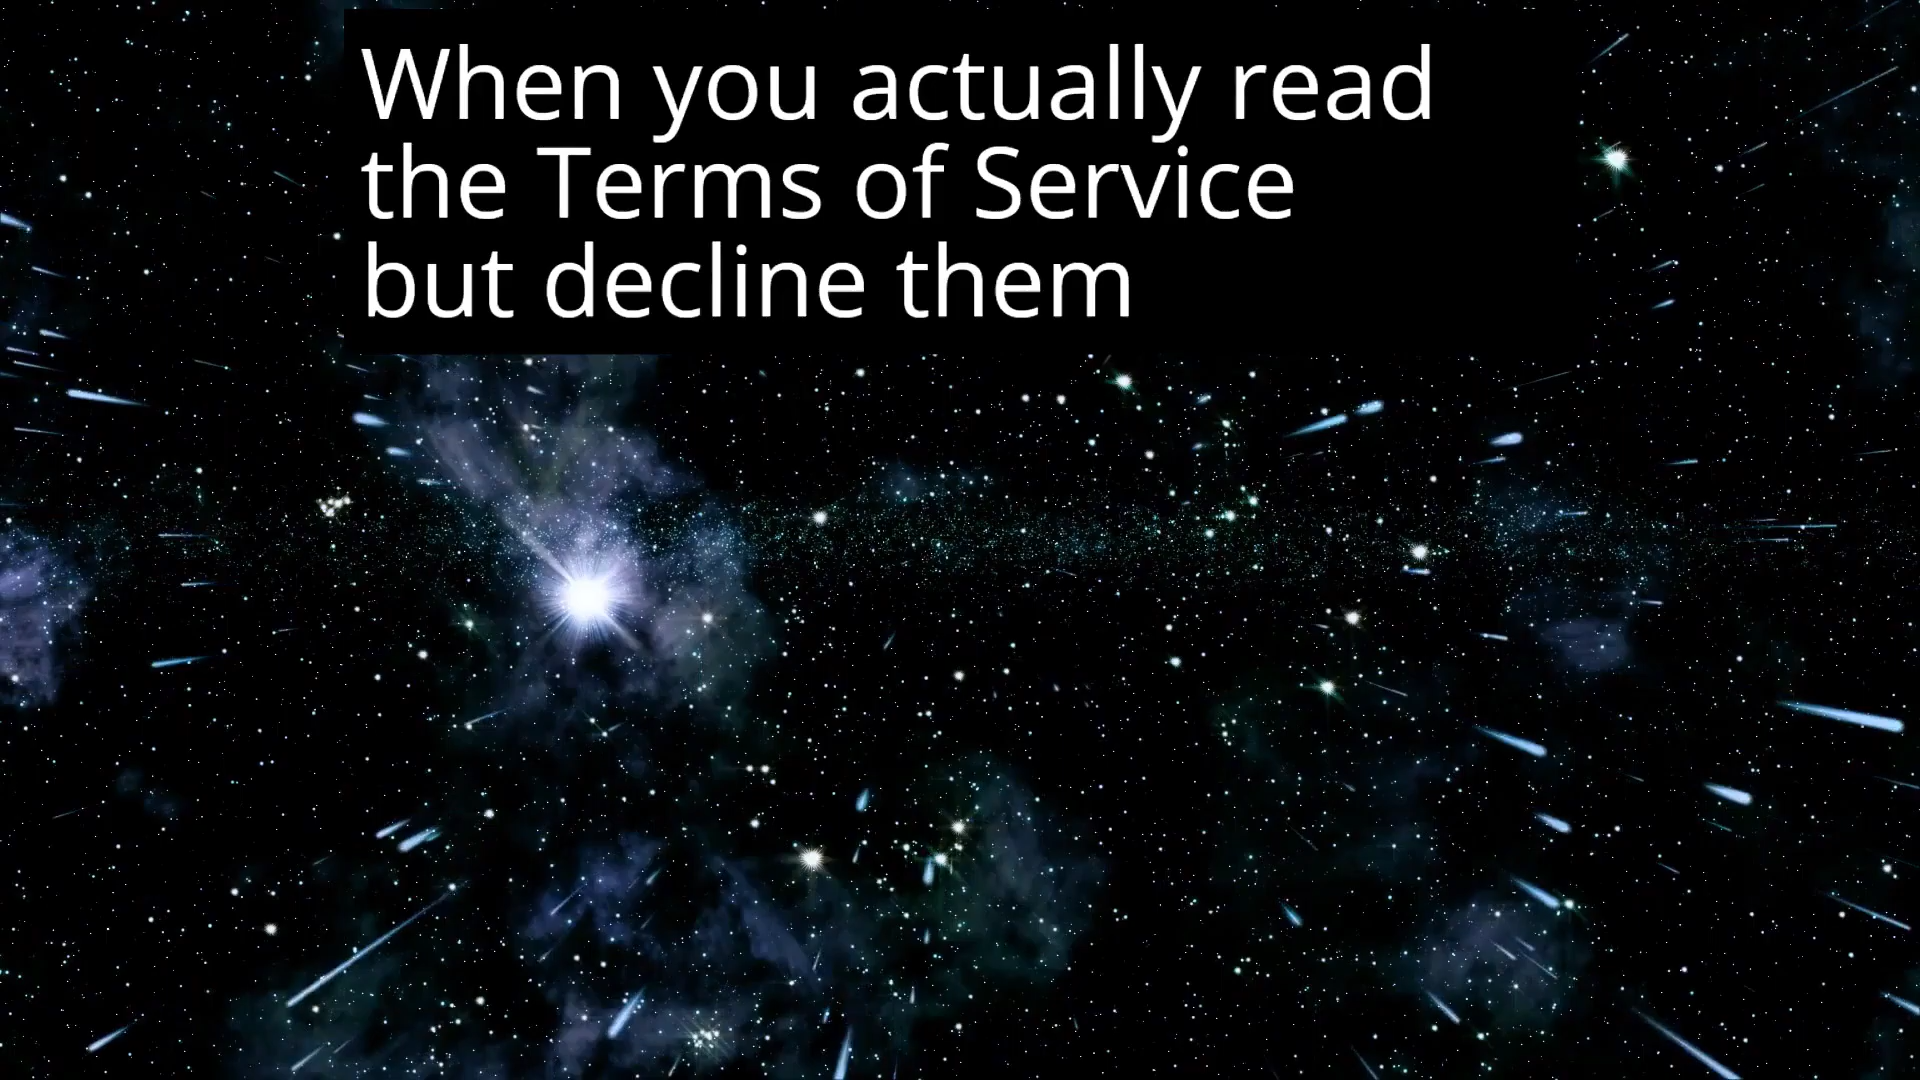 When you actually read
the Terms of Service
but decline them